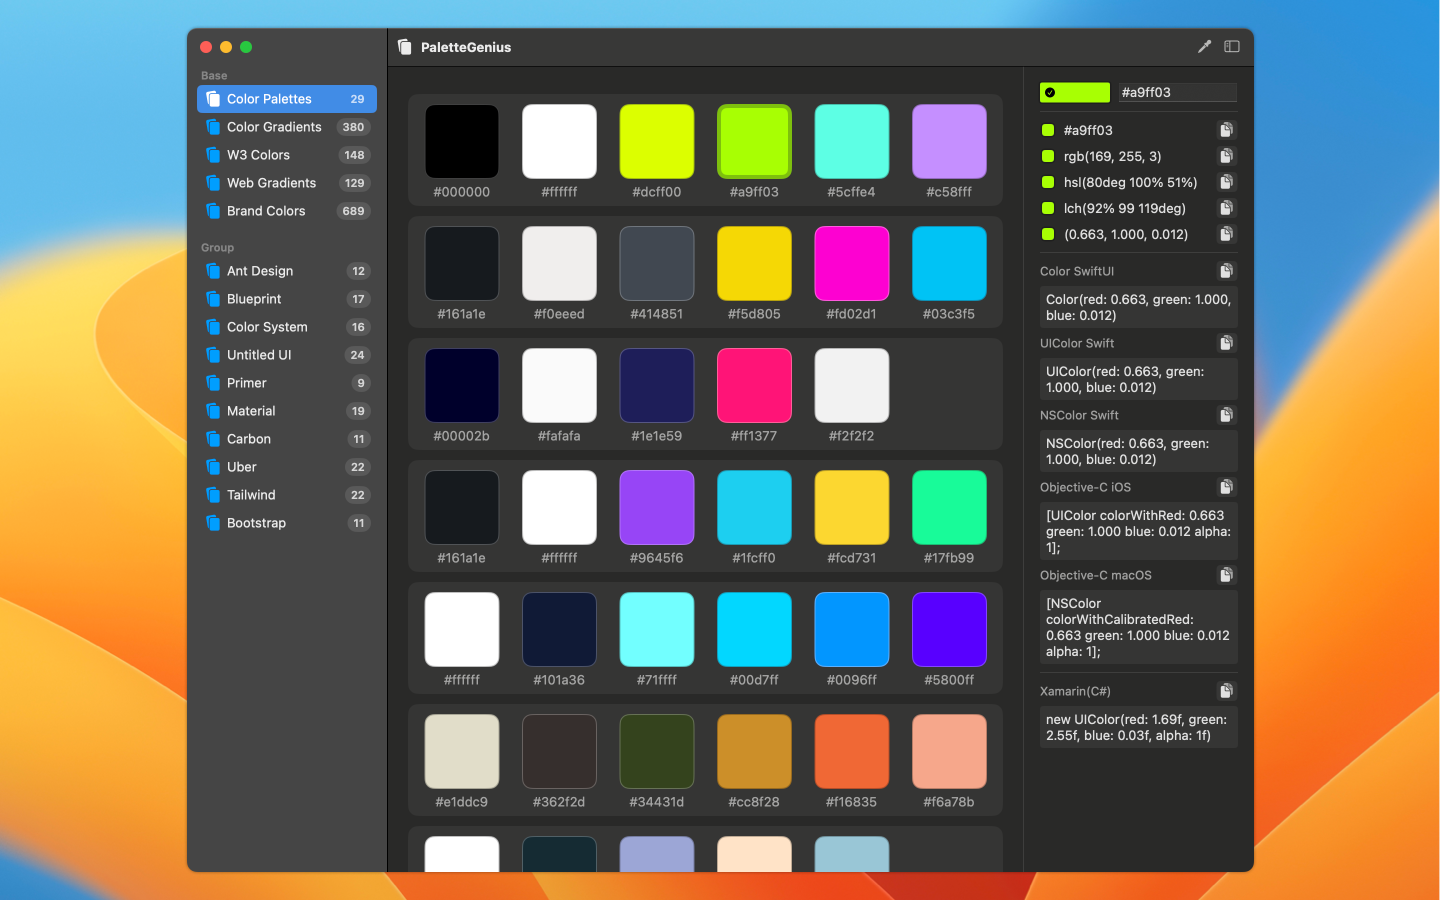 PaletteGenius
Base
Color Palettes 29
Color Gradients 380
W3 Colors 148
Web Gradients 129
Brand Colors 689
Group
Ant Design 12
Blueprint 17
Color System 16
Untitled UI 24
Primer 9
Material 19
Carbon 11
Uber 22
Tailwind 22
Bootstrap 11
#000000 #ffffff #dcff00 #a9ff03 #5cffe4 #c58fff
#161a1e #f0eeed #414851 #f5d805 #fd02d1 #03c3f5
#00002b #fafafa #1e1e59 #ff1377 #f2f2f2
#161a1e #ffffff #9645f6 #1fcff0 #fcd731 #17fb99
#ffffff #101a36 #71ffff #00d7ff #0096ff #5800ff
#e1ddc9 #362f2d #34431d #cc8f28 #f16835 #f6a78b
#a9ff03
#a9ff03
rgb(169, 255, 3)
hsl(80deg 100% 51%)
lch(92% 99 119deg)
(0.663, 1.000, 0.012)
Color SwiftUI
Color(red: 0.663, green: 1.000,
blue: 0.012)
UIColor Swift
UIColor(red: 0.663, green:
1.000, blue: 0.012)
NSColor Swift
NSColor(red: 0.663, green:
1.000, blue: 0.012)
Objective-C iOS
[UIColor colorWithRed: 0.663
green: 1.000 blue: 0.012 alpha:
1];
Objective-C macOS
[NSColor
colorWithCalibratedRed:
0.663 green: 1.000 blue: 0.012
alpha: 1];
Xamarin(C#)
new UIColor(red: 1.69f, green:
2.55f, blue: 0.03f, alpha: 1f)